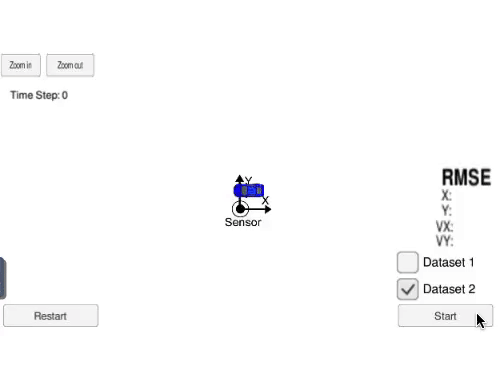 Zoom in
Zoom out
Time Step: 0
Y
X
Sensor
RMSE
X:
Y:
VX:
VY:
Dataset 1
Dataset 2
Restart
Start